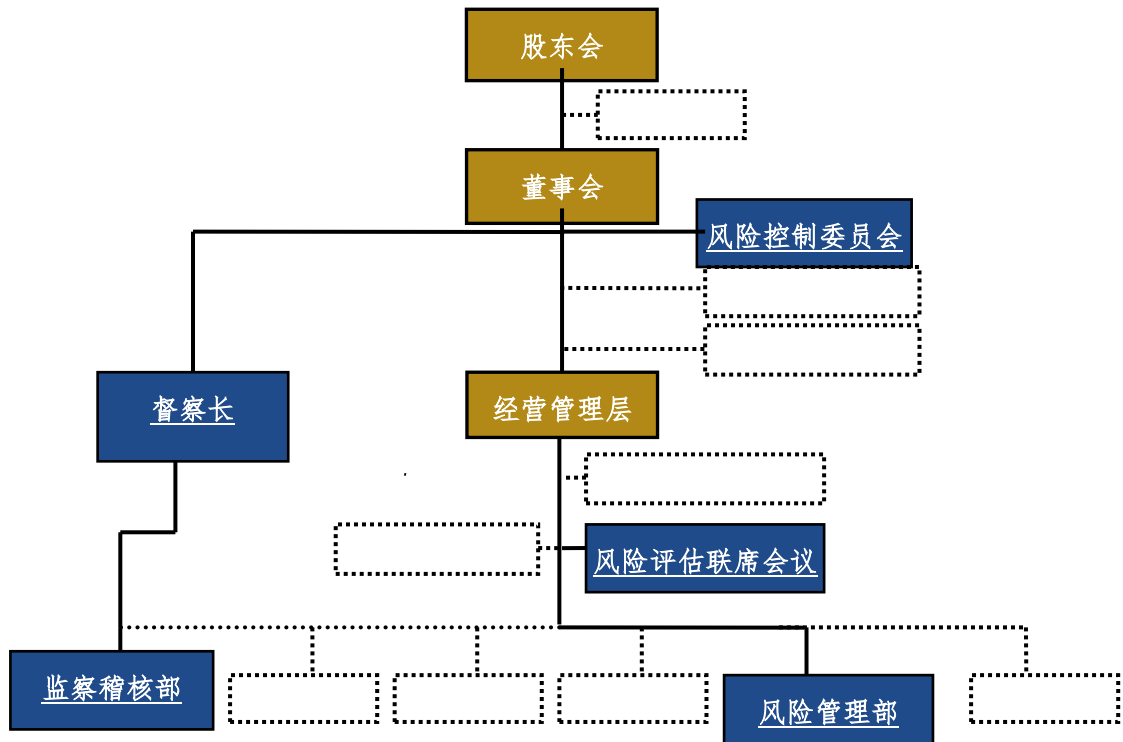 股东会
董事会
风险控制委员会
督察长
经营管理层
风险评估联席会议
监察稽核部
风险管理部